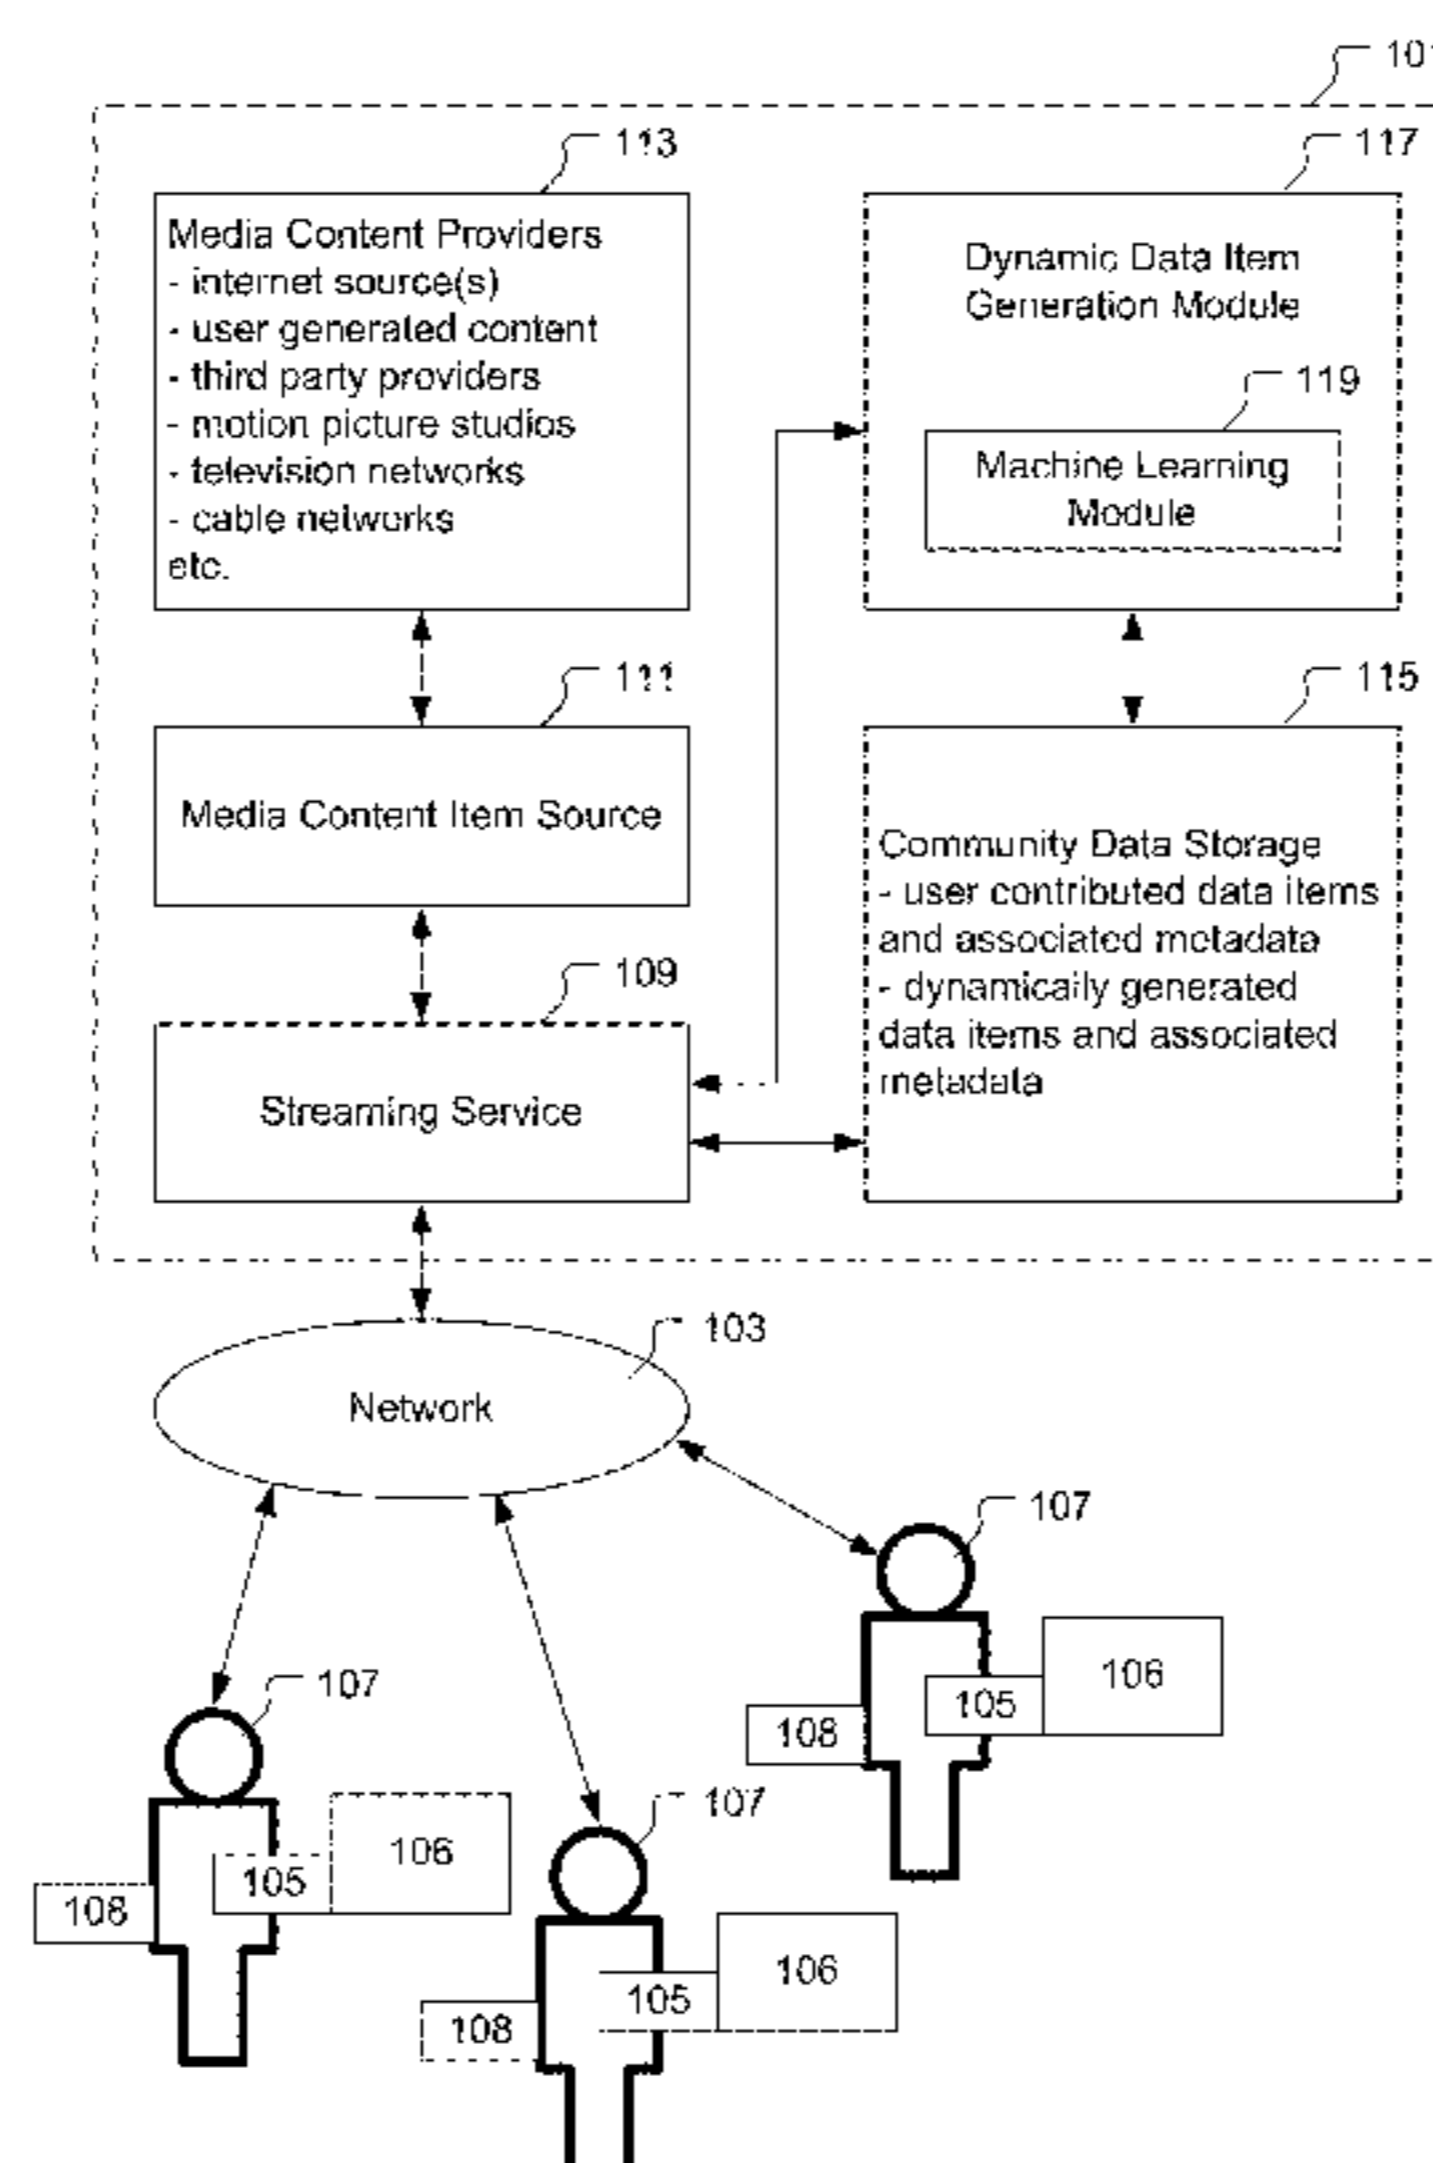 101
113
117
Media Content Providers
- internet source(s)
- user generated content
- third party providers
- motion picture studios
- television networks
- cable networks
etc.
Dynamic Data Item
Generation Module
119
Machine Learning
Module
111
115
Media Content Item Source
Community Data Storage
- user contributed data items
and associated metadata
- dynamically generated
data items and associated
metadata
109
Streaming Service
103
Network
107
106
105
108
107
106
105
108
107
106
105
108